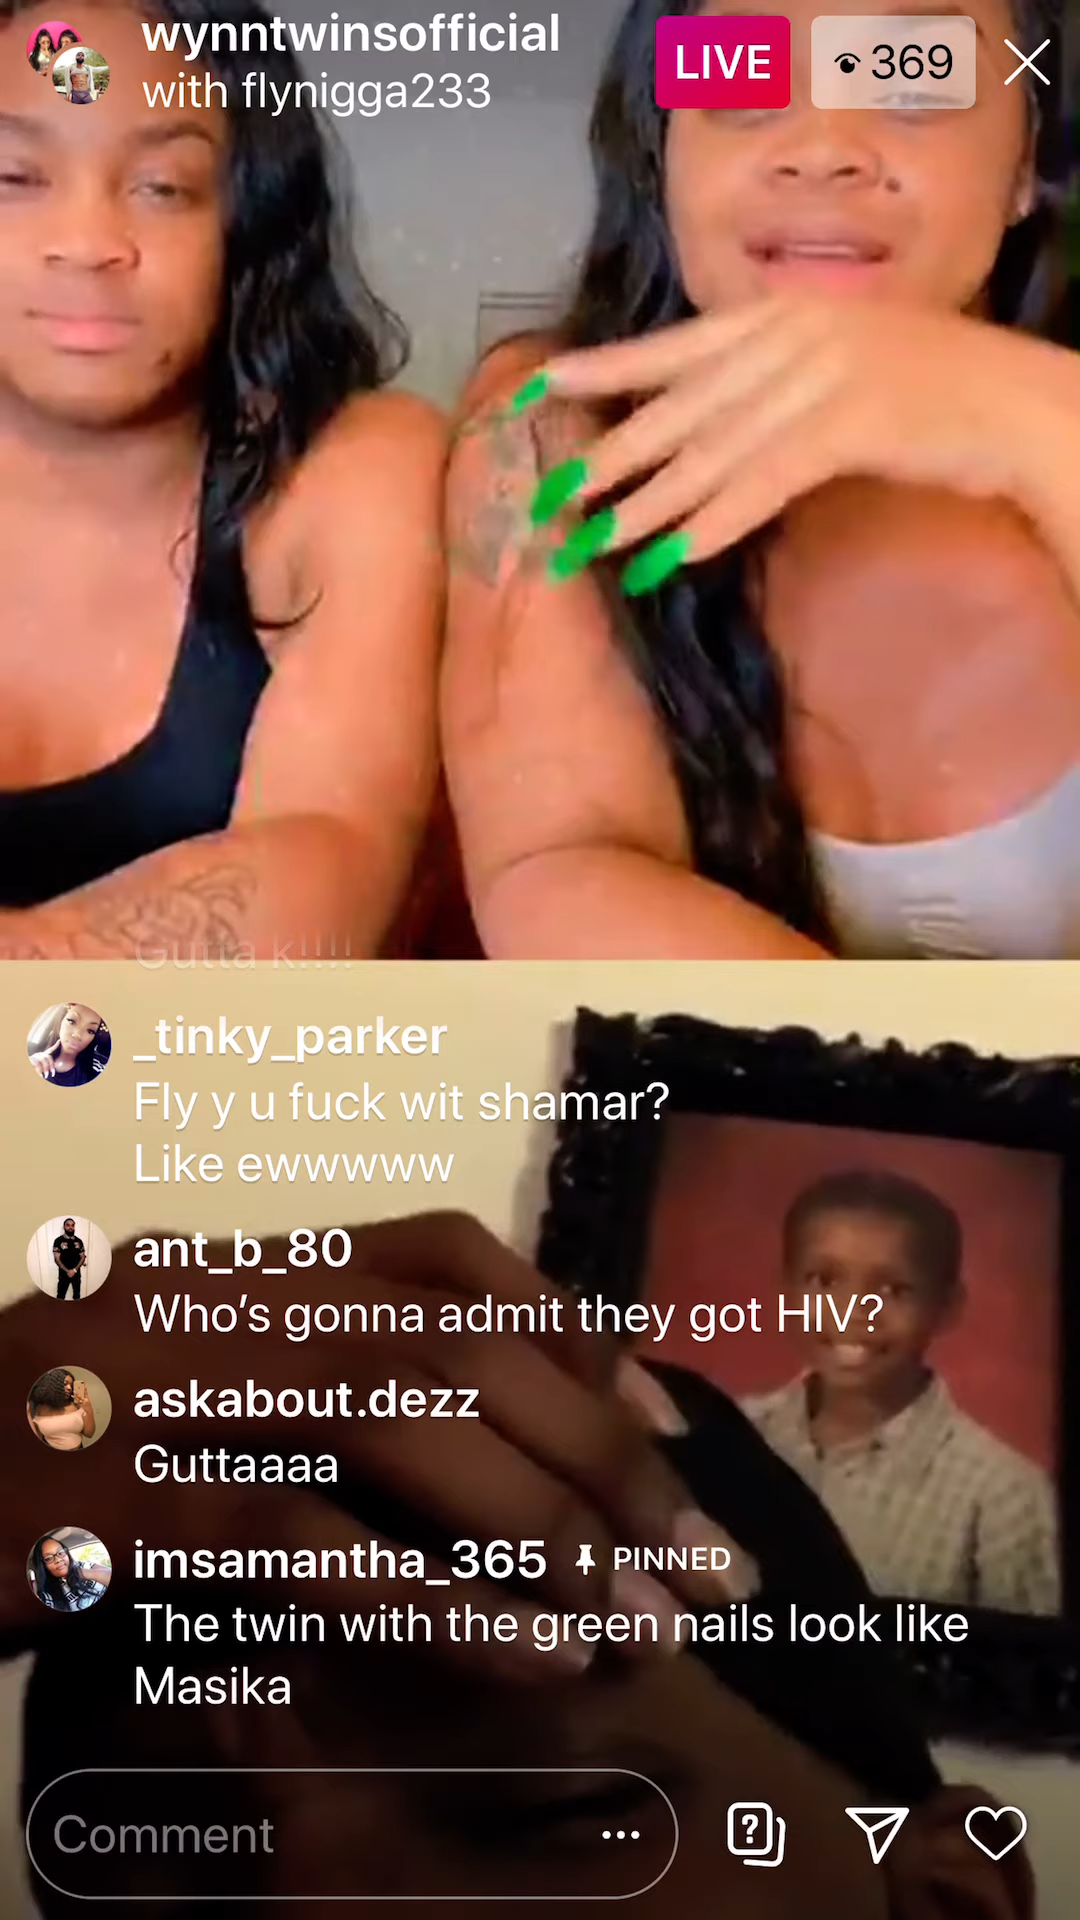 wynntwinsofficial
with flynigga233
LIVE
369
Gutta k!!!!
_tinky_parker
Fly y u fuck wit shamar?
Like ewwwww
ant_b_80
Who's gonna admit they got HIV?
askabout.dezz
Guttaaaa
imsamantha_365 PINNED
The twin with the green nails look like
Masika
Comment